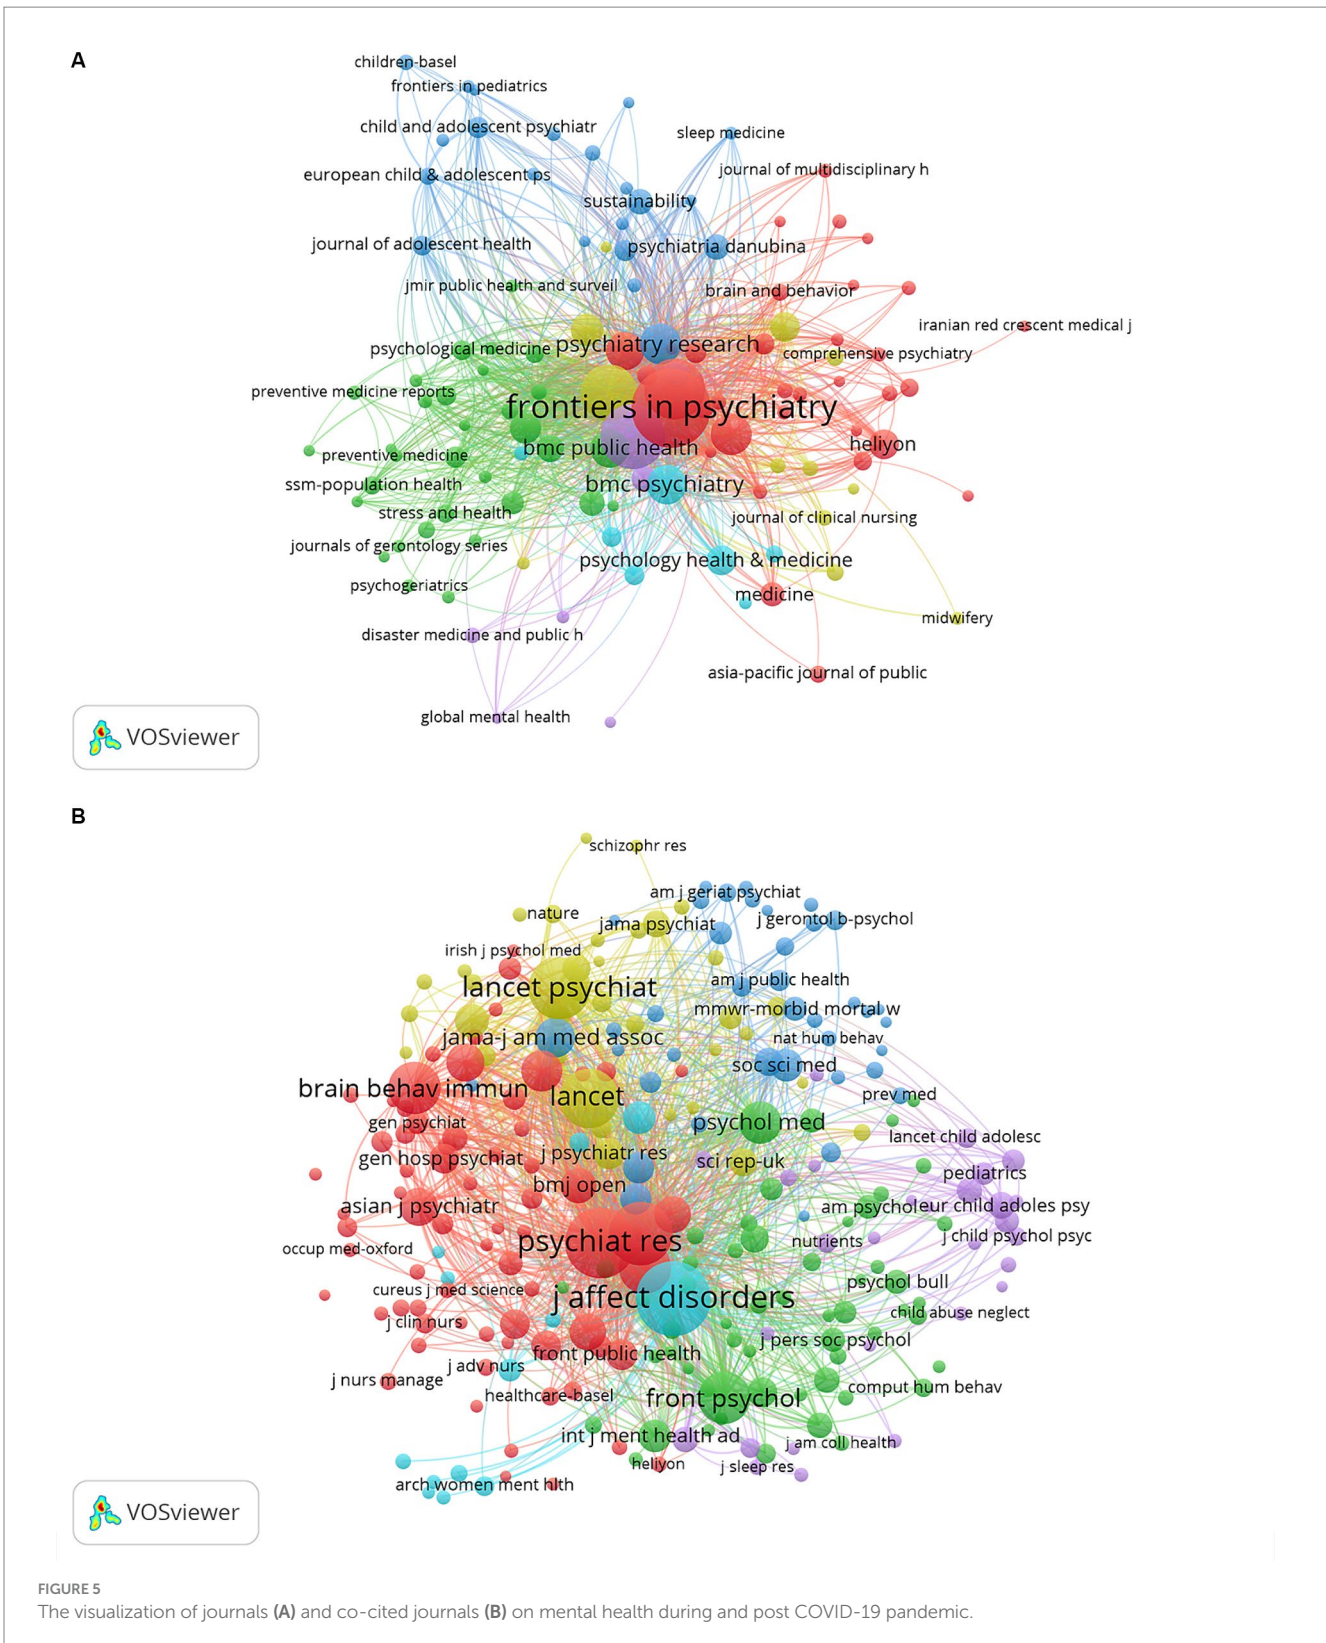 A
children-basel
frontiers in pediatrics
child and adolescent psychiatr
sleep medicine
journal of multidisciplinary h
european child & adolescent ps
sustainability
journal of adolescent health
psychiatria danubina
jmir public health and surveil
brain and behavior
iranian red crescent medical j
psychological medicine
psychiatry research
comprehensive psychiatry
preventive medicine reports
frontiers in psychiatry
heliyon
bmc public health
preventive medicine
ssm-population health
bmc psychiatry
stress and health
journal of clinical nursing
journals of gerontology series
psychology health & medicine
psychogeriatrics
medicine
midwifery
disaster medicine and public h
asia-pacific journal of public
global mental health
VOSviewer
B
schizophr res
am j geriat psychiat
nature
jama psychiat
j gerontol b-psychol
irish j psychol med
lancet psychiat
am j public health
mmwr-morbid mortal w
jama-j am med assoc
nat hum behav
soc sci med
brain behav immun
lancet
prev med
gen psychiat
psychol med
lancet child adolesc
gen hosp psychiat
j psychiatr res
sci rep-uk
pediatrics
bmj open
asian j psychiatr
am psychol
eur child adoles psy
psychiat res
nutrients
j child psychol psyc
occup med-oxford
cureus j med science
j affect disorders
psychol bull
child abuse neglect
j clin nurs
j pers soc psychol
front public health
j adv nurs
j nurs manage
healthcare-basel
front psychol
comput hum behav
int j ment health ad
j am coll health
heliyon
j sleep res
arch women ment hlth
VOSviewer
FIGURE 5
The visualization of journals (A) and co-cited journals (B) on mental health during and post COVID-19 pandemic.